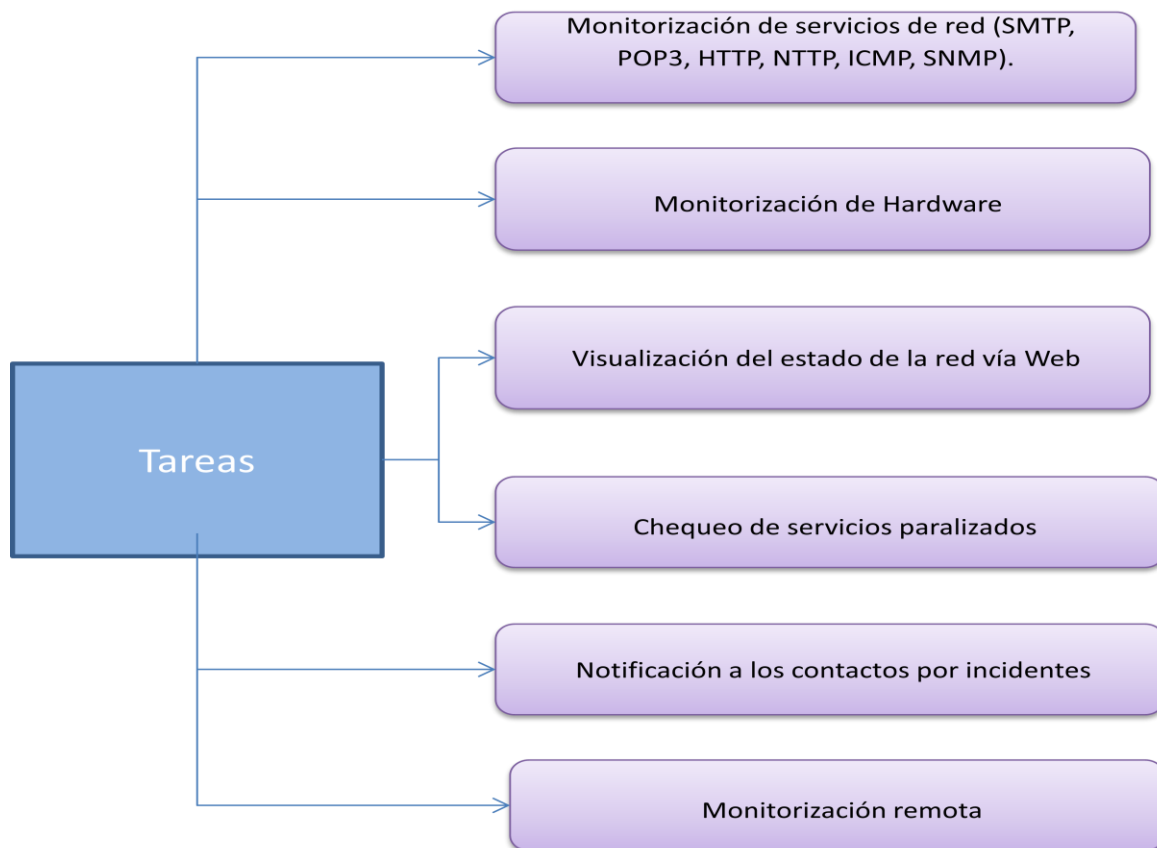 Monitorización de servicios de red (SMTP,
POP3, HTTP, NTTP, ICMP, SNMP).
Monitorización de Hardware
Visualización del estado de la red vía Web
Tareas
Chequeo de servicios paralizados
Notificación a los contactos por incidentes
Monitorización remota